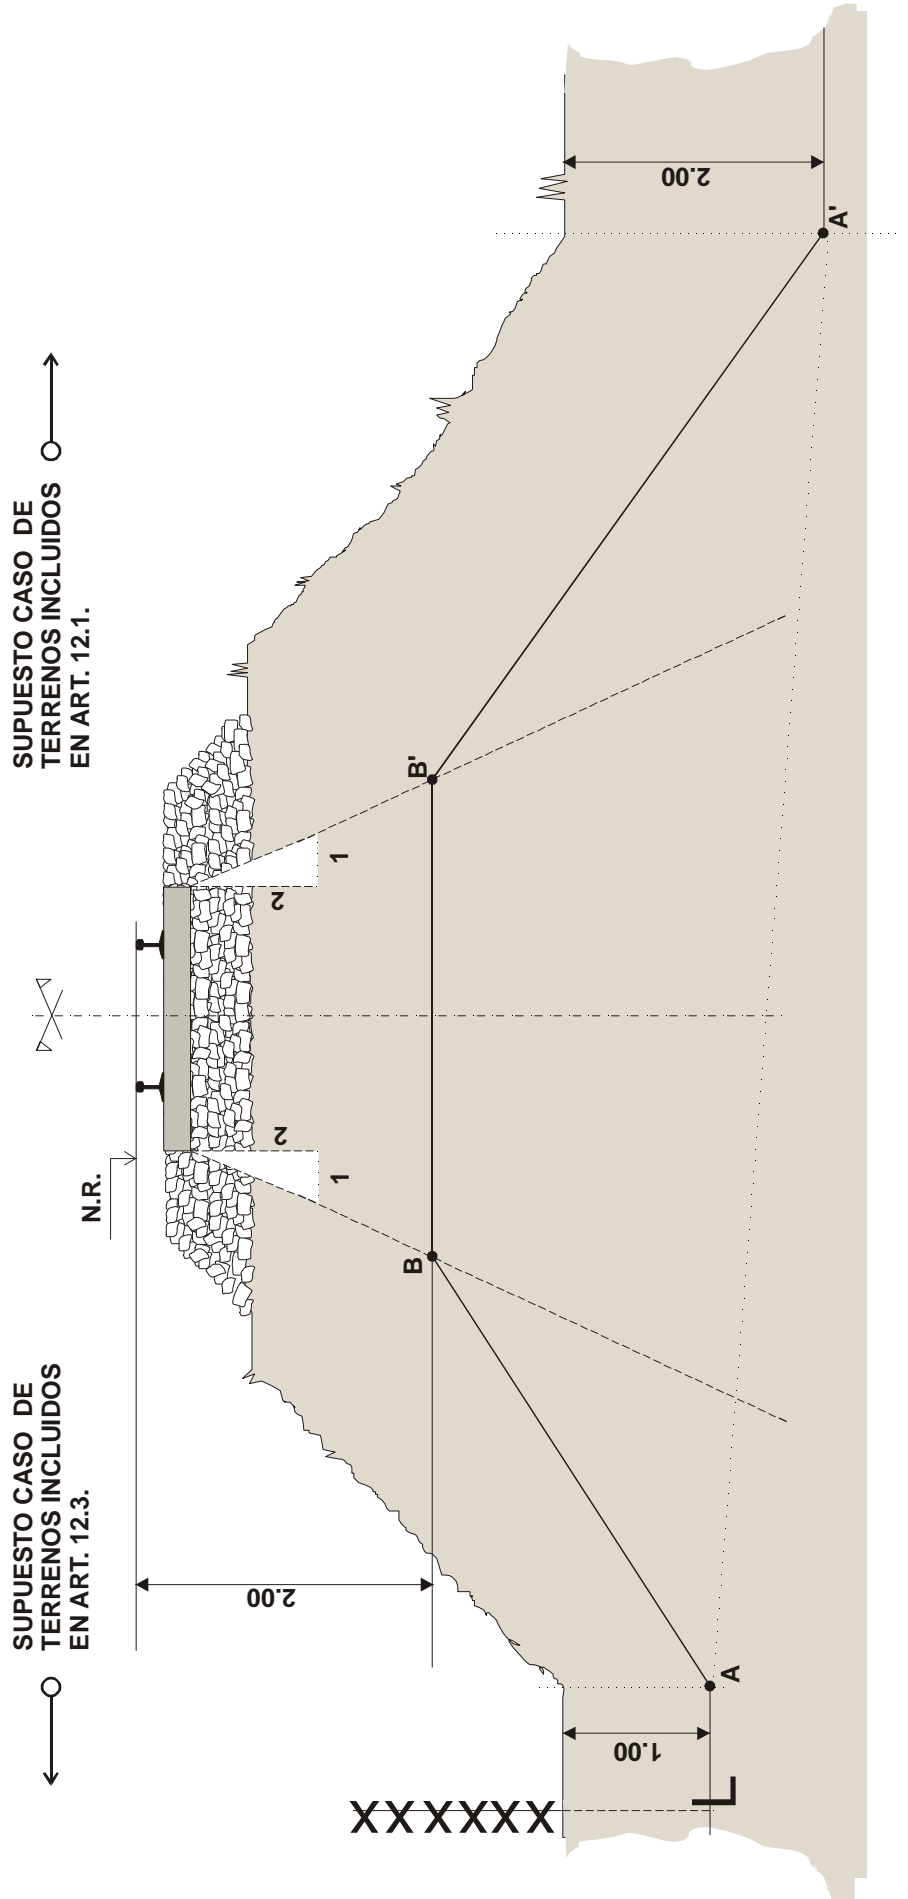 SUPUESTO CASO DE
TERRENOS INCLUIDOS
EN ART. 12.3.
SUPUESTO CASO DE
TERRENOS INCLUIDOS
EN ART. 12.1.
N.R.
2.00
2
1
2
1
B
B'
1.00
2.00
A
A'
XXXXXX
L